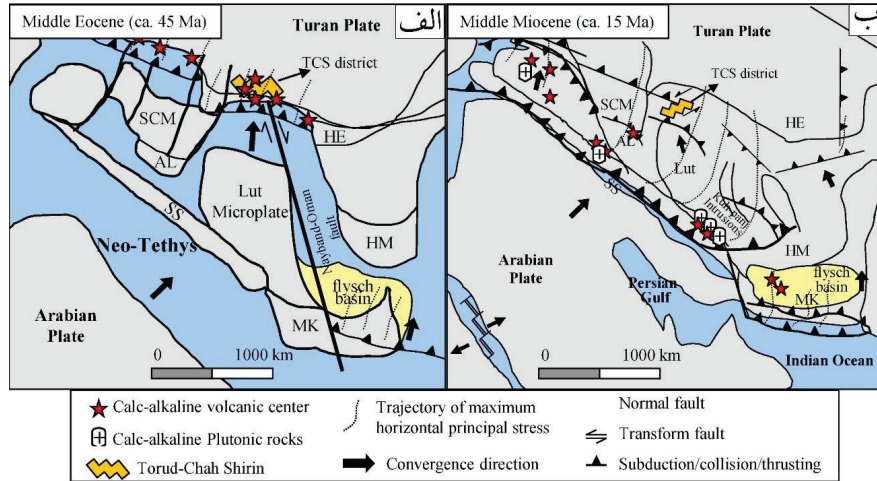 Middle Eocene (ca. 45 Ma)
الف
Turan Plate
TCS district
SCM
AL
HE
SS
Lut
Microplate
Nayband-Oman
fault
Neo-Tethys
HM
flysch
basin
Arabian
Plate
MK
0 1000 km
Middle Miocene (ca. 15 Ma)
ب
Turan Plate
TCS district
SCM
AL
HE
Lut
SS
Kuh panj
Intrusions
HM
Arabian
Plate
Persian
Gulf
flysch
basin
MK
Indian Ocean
0 1000 km
Calc-alkaline volcanic center
Calc-alkaline Plutonic rocks
Torud-Chah Shirin
Trajectory of maximum
horizontal principal stress
Convergence direction
Normal fault
Transform fault
Subduction/collision/thrusting